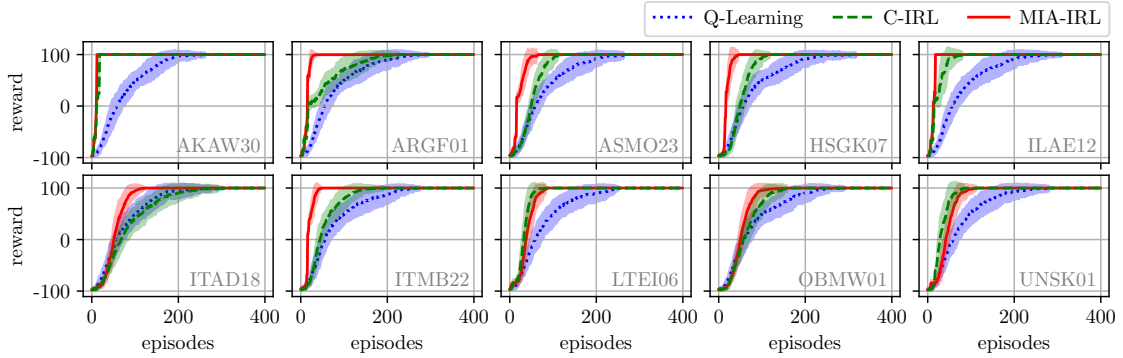 Q-Learning C-IRL MIA-IRL
reward 100 0 -100
AKAW30 ARGF01 ASMO23 HSGK07 ILAE12
reward 100 0 -100
ITAD18 ITMB22 LTEI06 OBMW01 UNSK01
0 200 400 0 200 400 0 200 400 0 200 400 0 200 400
episodes episodes episodes episodes episodes